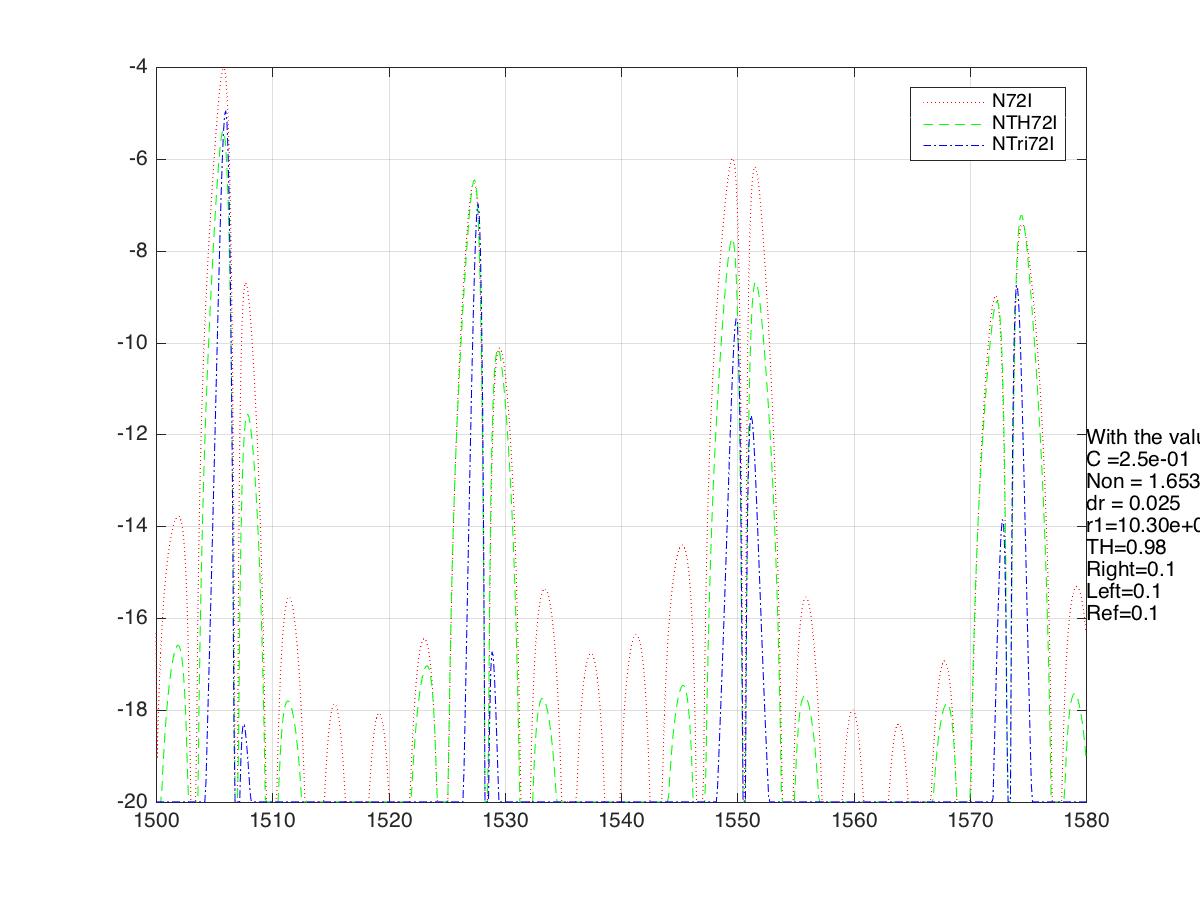 -4
-6
-8
-10
-12
-14
-16
-18
-20
1500
1510
1520
1530
1540
1550
1560
1570
1580
N72I
NTH72I
NTri72I
With the valu
C =2.5e-01
Non = 1.653
dr = 0.025
r1=10.30e+0
TH=0.98
Right=0.1
Left=0.1
Ref=0.1